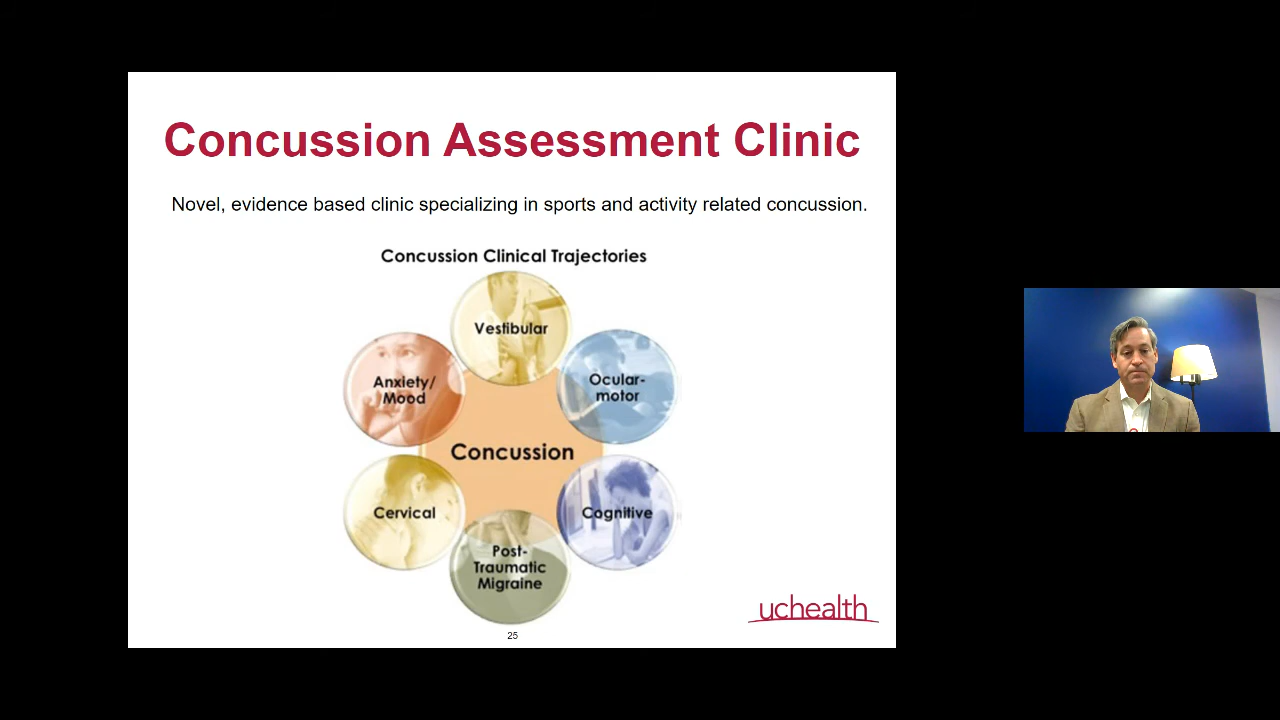 Concussion Assessment Clinic
Novel, evidence based clinic specializing in sports and activity related concussion.
Concussion Clinical Trajectories
Vestibular
Anxiety/
Mood
Ocular-
motor
Concussion
Cervical
Cognitive
Post-
Traumatic
Migraine
uchealth
25